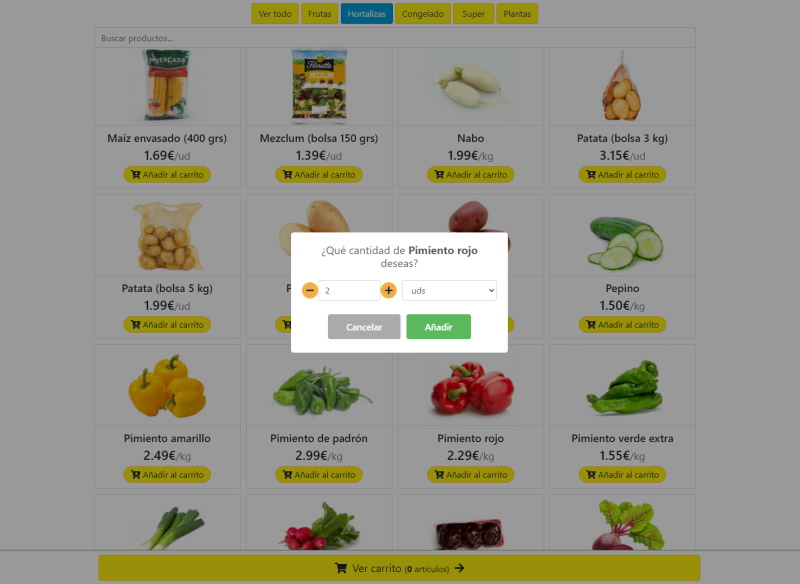 Ver todo
Frutas
Hortalizas
Congelado
Super
Plantas
Buscar productos...
HUERCASA
Florette
MEZCLUM
Maíz envasado (400 grs)
1.69€/ud
Añadir al carrito
Mezclum (bolsa 150 grs)
1.39€/ud
Añadir al carrito
Nabo
1.99€/kg
Añadir al carrito
Patata (bolsa 3 kg)
3.15€/ud
Añadir al carrito
Patata (bolsa 5 kg)
1.99€/ud
Añadir al carrito
Pepino
1.50€/kg
Añadir al carrito
¿Qué cantidad de Pimiento rojo
deseas?
2
uds
Cancelar
Añadir
Pimiento amarillo
2.49€/kg
Añadir al carrito
Pimiento de padrón
2.99€/kg
Añadir al carrito
Pimiento rojo
2.29€/kg
Añadir al carrito
Pimiento verde extra
1.55€/kg
Añadir al carrito
Ver carrito (0 artículos)